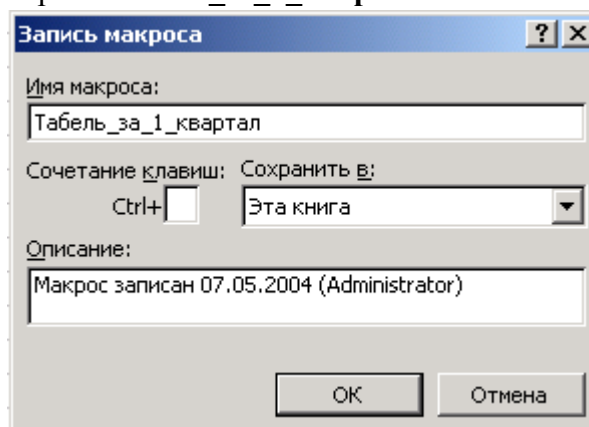 Запись макроса
Имя макроса:
Табель_за_1_квартал
Сочетание клавиш: Сохранить в:
Ctrl+ Эта книга
Описание:
Макрос записан 07.05.2004 (Administrator)
ОК Отмена